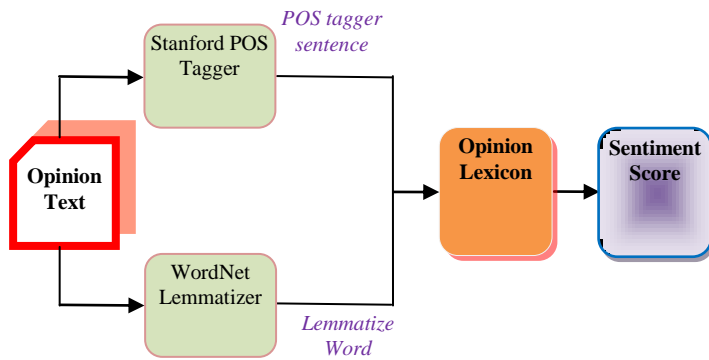 POS tagger
sentence
Stanford POS
Tagger
Opinion
Text
Opinion
Lexicon
Sentiment
Score
WordNet
Lemmatizer
Lemmatize
Word